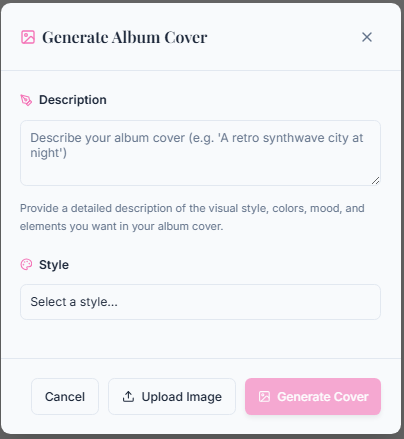 Generate Album Cover
Description
Describe your album cover (e.g. 'A retro synthwave city at
night')
Provide a detailed description of the visual style, colors, mood, and
elements you want in your album cover.
Style
Select a style...
Cancel
Upload Image
Generate Cover